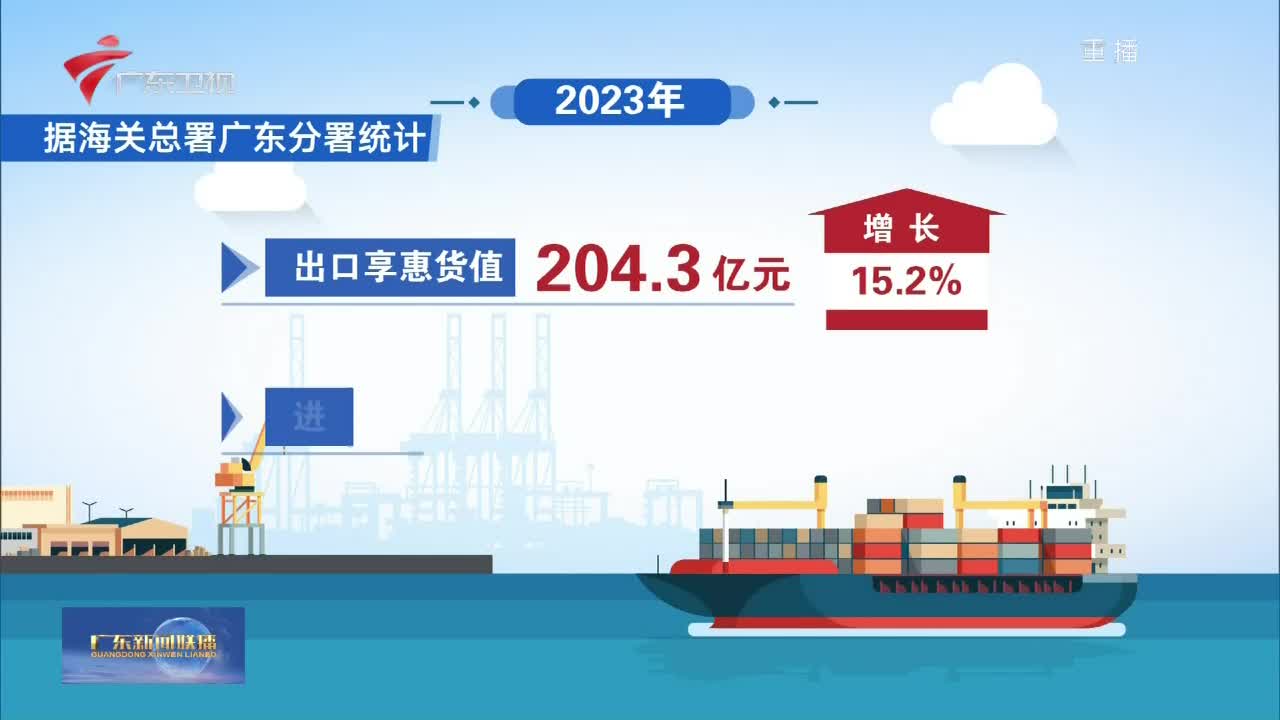 广东卫视
重播
2023年
据海关总署广东分署统计
出口享惠货值 204.3 亿元
增长
15.2%
进
广东新闻联播
GUANGDONG XINWEN LIANBO